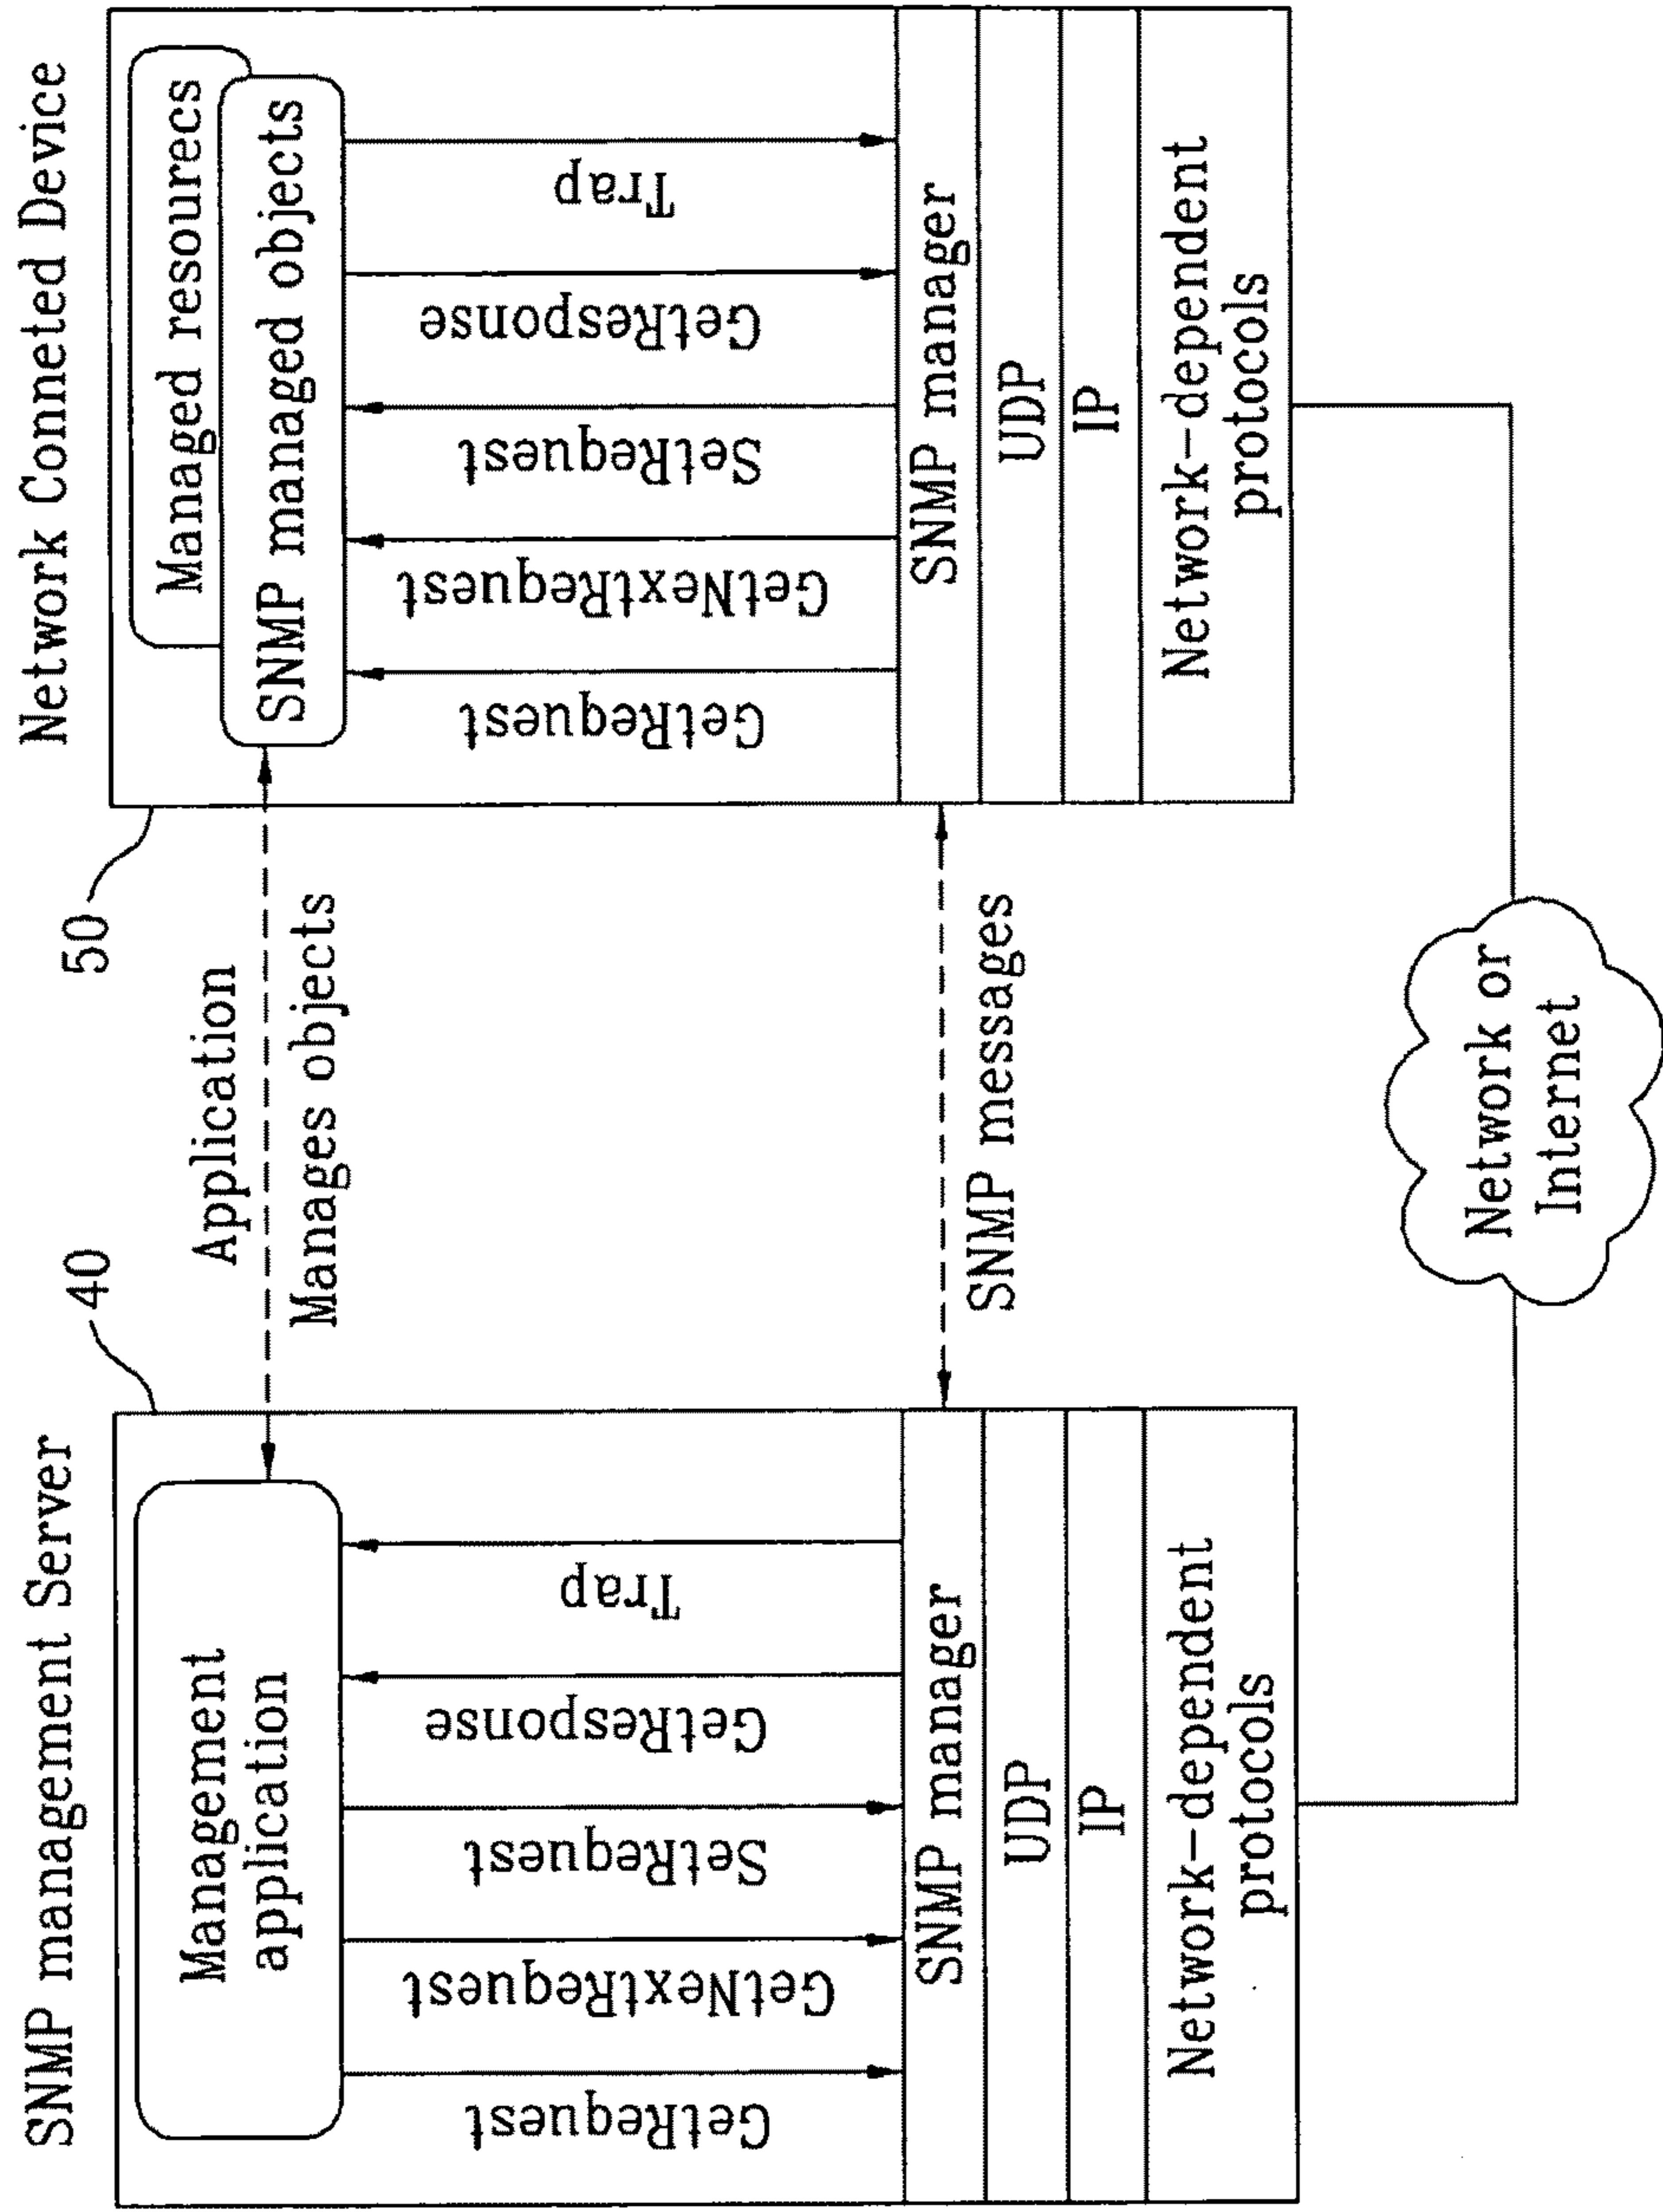 SNMP management Server
40
Management
application
GetRequest
GetNextRequest
SetRequest
GetResponse
Trap
SNMP manager
UDP
IP
Network-dependent
protocols
Application
Manages objects
SNMP messages
Network or
Internet
Network Conneted Device
50
Managed resourecs
SNMP managed objects
GetRequest
GetNextRequest
SetRequest
GetResponse
Trap
SNMP manager
UDP
IP
Network-dependent
protocols